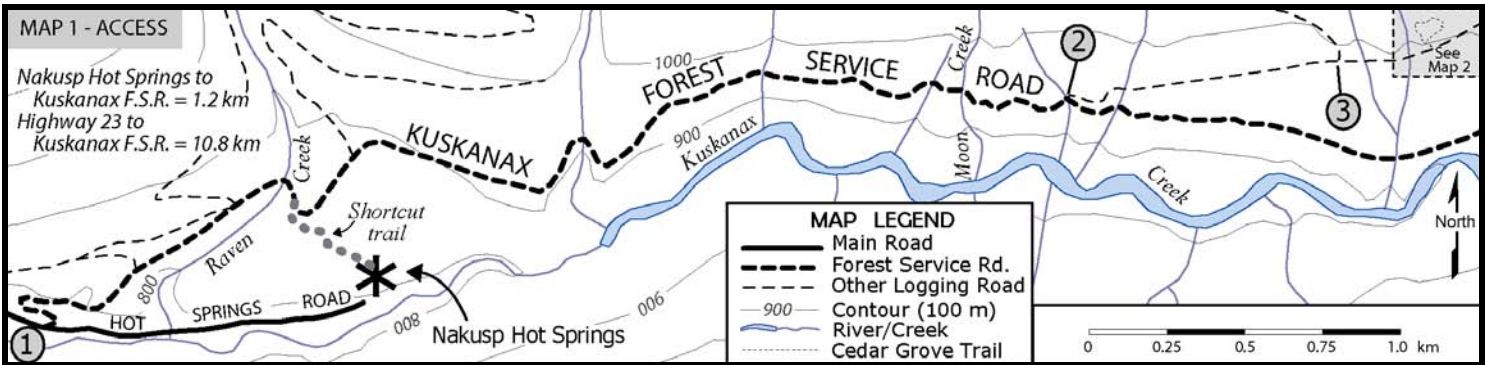 MAP 1 - ACCESS
Nakusp Hot Springs to
Kuskanax F.S.R. = 1.2 km
Highway 23 to
Kuskanax F.S.R. = 10.8 km
1000
FOREST SERVICE ROAD
Creek
2
See
Map 2
3
KUSKANAX
900
Kuskanax
Moon
Creek
Creek
Raven
Shortcut
trail
800
HOT SPRINGS ROAD
1
800
900
Nakusp Hot Springs
North
MAP LEGEND
Main Road
Forest Service Rd.
Other Logging Road
900 Contour (100 m)
River/Creek
Cedar Grove Trail
0 0.25 0.5 0.75 1.0 km